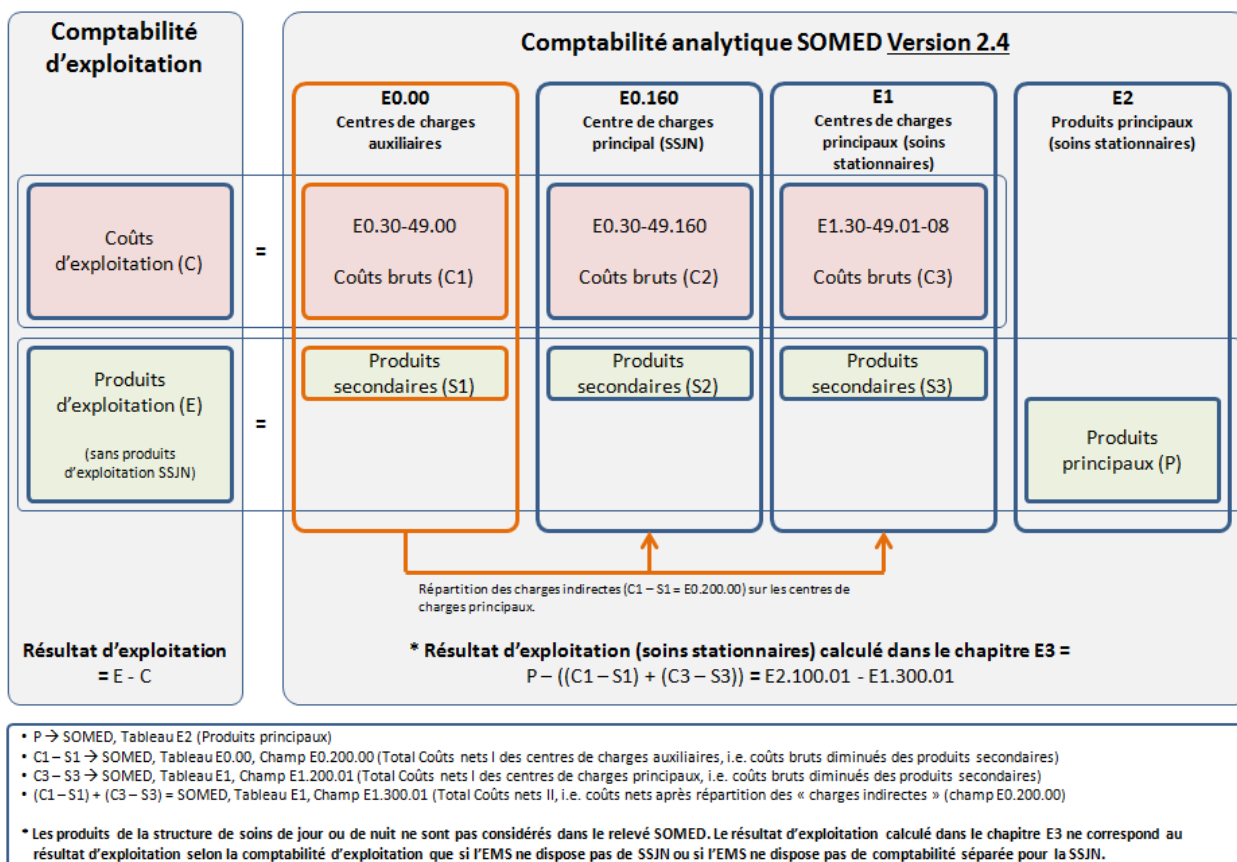 Comptabilité
d'exploitation
Comptabilité analytique SOMED Version 2.4
E0.00
Centres de charges
auxiliaires
E0.160
Centre de charges
principal (SSJN)
E1
Centres de charges
principaux (soins
stationnaires)
E2
Produits principaux
(soins stationnaires)
Coûts
d'exploitation (C)
=
E0.30-49.00
Coûts bruts (C1)
E0.30-49.160
Coûts bruts (C2)
E1.30-49.01-08
Coûts bruts (C3)
Produits
d'exploitation (E)
(sans produits
d'exploitation SSJN)
=
Produits
secondaires (S1)
Produits
secondaires (S2)
Produits
secondaires (S3)
Produits
principaux (P)
Répartition des charges indirectes (C1 – S1 = E0.200.00) sur les centres de
charges principaux.
Résultat d'exploitation
= E - C
* Résultat d'exploitation (soins stationnaires) calculé dans le chapitre E3 =
P – ((C1 – S1) + (C3 – S3)) = E2.100.01 - E1.300.01
• P → SOMED, Tableau E2 (Produits principaux)
• C1 – S1 → SOMED, Tableau E0.00, Champ E0.200.00 (Total Coûts nets I des centres de charges auxiliaires, i.e. coûts bruts diminués des produits secondaires)
• C3 – S3 → SOMED, Tableau E1, Champ E1.200.01 (Total Coûts nets I des centres de charges principaux, i.e. coûts bruts diminués des produits secondaires)
• (C1 – S1) + (C3 – S3) = SOMED, Tableau E1, Champ E1.300.01 (Total Coûts nets II, i.e. coûts nets après répartition des « charges indirectes » (champ E0.200.00)
* Les produits de la structure de soins de jour ou de nuit ne sont pas considérés dans le relevé SOMED. Le résultat d'exploitation calculé dans le chapitre E3 ne correspond au
résultat d'exploitation selon la comptabilité d'exploitation que si l'EMS ne dispose pas de SSJN ou si l'EMS ne dispose pas de comptabilité séparée pour la SSJN.